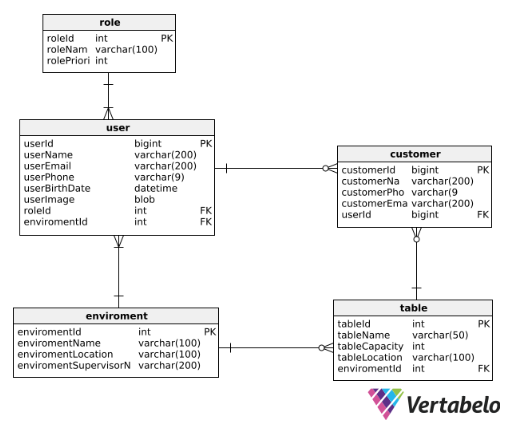 role
roleId int PK
roleNam varchar(100)
rolePriori int
user
userId bigint PK
userName varchar(200)
userEmail varchar(200)
userPhone varchar(9)
userBirthDate datetime
userImage blob
roleId int FK
enviromentId int FK
customer
customerId bigint PK
customerNa varchar(200)
customerPho varchar(9
customerEma varchar(200)
userId bigint FK
enviroment
enviromentId int PK
enviromentName varchar(100)
enviromentLocation varchar(100)
enviromentSupervisorN varchar(200)
table
tableId int PK
tableName varchar(50)
tableCapacity int
tableLocation varchar(100)
enviromentId int FK
Vertabelo